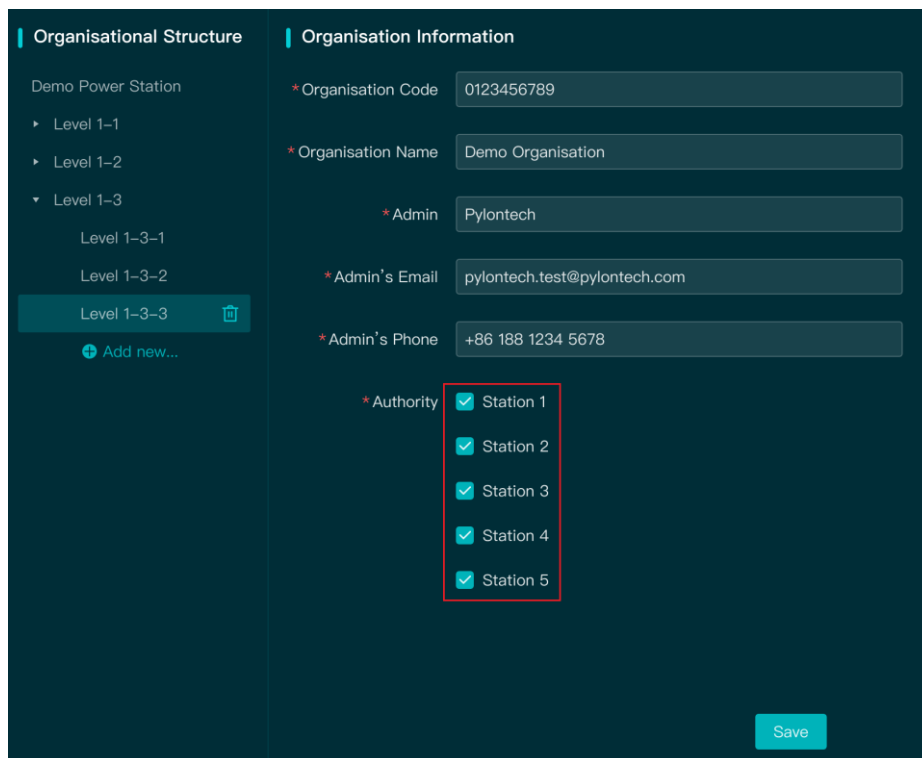 Organisational Structure
Demo Power Station
Level 1-1
Level 1-2
Level 1-3
Level 1-3-1
Level 1-3-2
Level 1-3-3
Add new...
Organisation Information
*Organisation Code 0123456789
*Organisation Name Demo Organisation
*Admin Pylontech
*Admin's Email pylontech.test@pylontech.com
*Admin's Phone +86 188 1234 5678
*Authority Station 1
Station 2
Station 3
Station 4
Station 5
Save